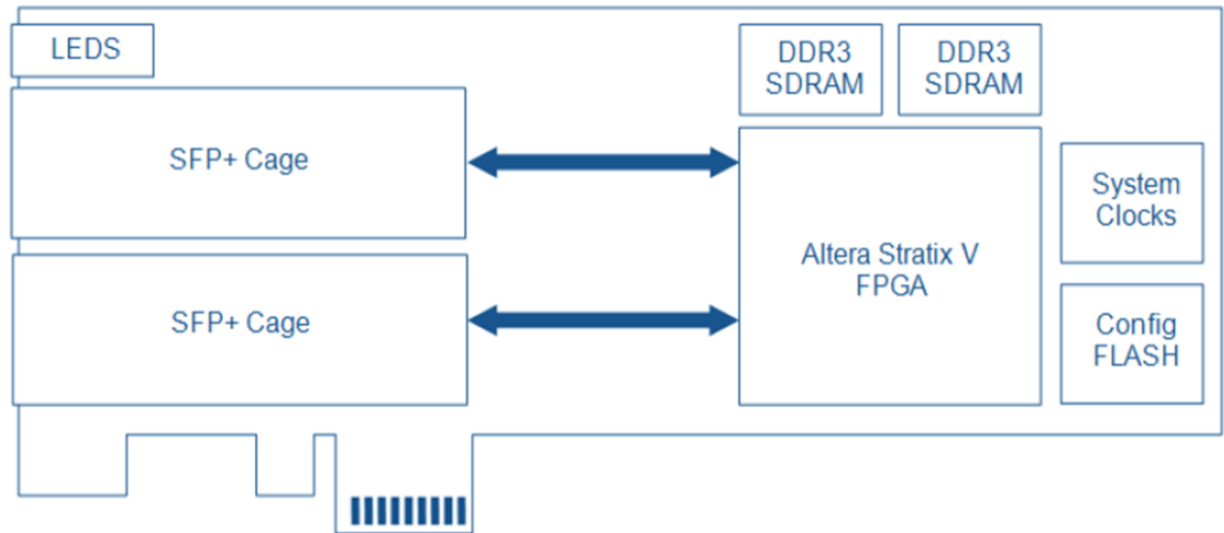 LEDS
DDR3
SDRAM
DDR3
SDRAM
SFP+ Cage
System
Clocks
Altera Stratix V
FPGA
SFP+ Cage
Config
FLASH